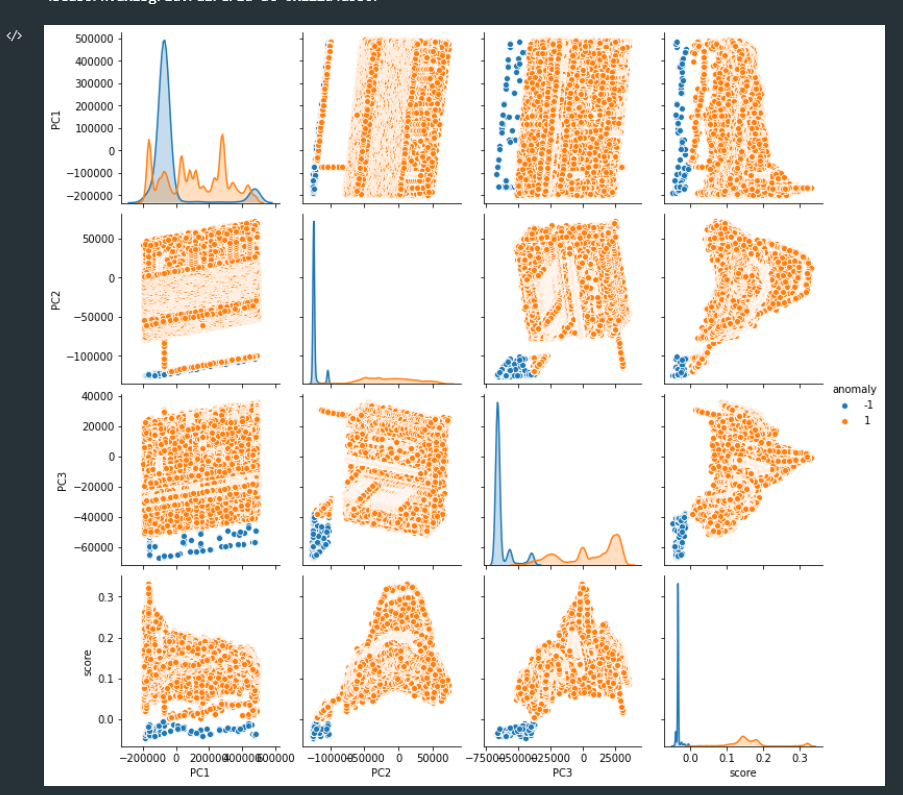 </>
500000
400000
300000
200000
100000
0
−100000
−200000
PC1
50000
0
−50000
−100000
PC2
anomaly
-1
1
40000
20000
0
−20000
−40000
−60000
PC3
0.3
0.2
0.1
0.0
score
−200000 0 200000 400000 600000
PC1
−100000 −50000 0 50000
PC2
−75000 −50000 −25000 0 25000
PC3
0.0 0.1 0.2 0.3
score